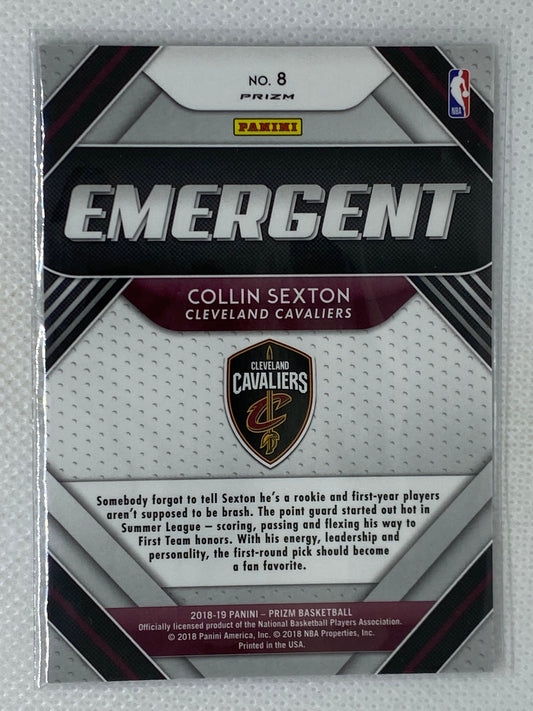 NO. 8
PRIZM
NBA
PANINI
EMERGENT
COLLIN SEXTON
CLEVELAND CAVALIERS
CLEVELAND
CAVALIERS
C
Somebody forgot to tell Sexton he's a rookie and first-year players
aren't supposed to be brash. The point guard started out hot in
Summer League – scoring, passing and flexing his way to
First Team honors. With his energy, leadership and
personality, the first-round pick should become
a fan favorite.
2018-19 PANINI – PRIZM BASKETBALL
Officially licensed product of the National Basketball Players Association.
© 2018 Panini America, Inc. © 2018 NBA Properties, Inc.
Printed in the USA.